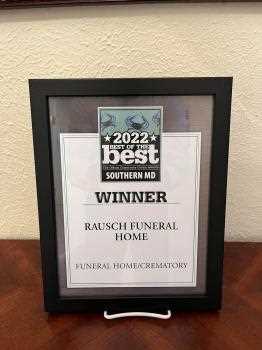 2022
BEST OF THE
best
SOUTHERN MD
WINNER
RAUSCH FUNERAL
HOME
FUNERAL HOME/CREMATORY